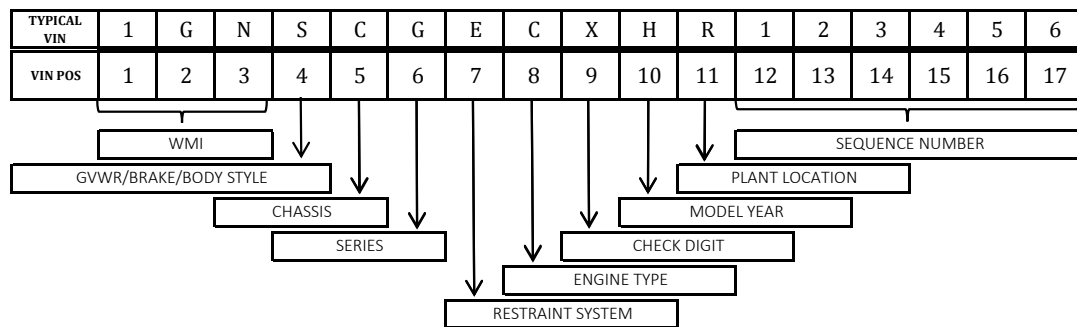 TYPICAL VIN 1 G N S C G E C X H R 1 2 3 4 5 6
VIN POS 1 2 3 4 5 6 7 8 9 10 11 12 13 14 15 16 17
WMI SEQUENCE NUMBER
GVWR/BRAKE/BODY STYLE PLANT LOCATION
CHASSIS MODEL YEAR
SERIES CHECK DIGIT
ENGINE TYPE
RESTRAINT SYSTEM